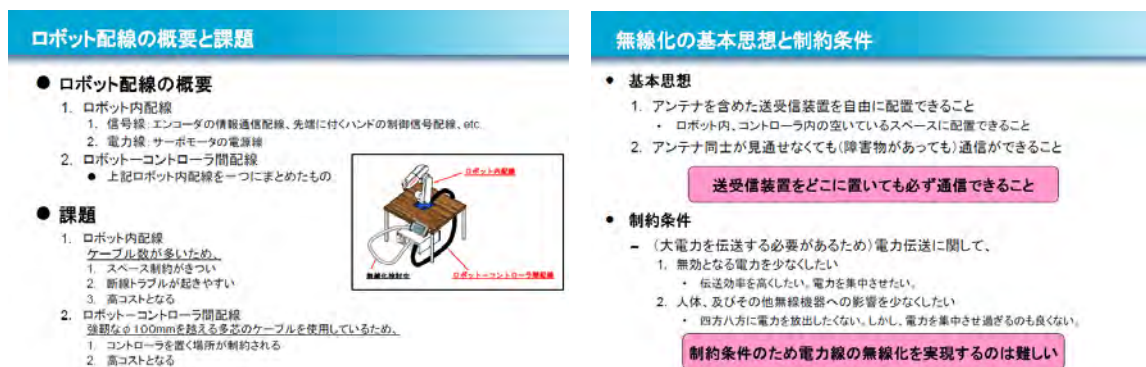 ロボット配線の概要と課題
● ロボット配線の概要
1. ロボット内配線
1. 信号線:エンコーダの情報通信配線、先端に付くハンドの制御信号配線、etc
2. 電力線:サーボモータの電源線
2. ロボットーコントローラ間配線
● 上記ロボット内配線を一つにまとめたもの
● 課題
1. ロボット内配線
ケーブル数が多いため、
1. スペース制約がきつい
2. 断線トラブルが起きやすい
3. 高コストとなる
2. ロボットーコントローラ間配線
強靭なφ100mmを越える多芯のケーブルを使用しているため、
1. コントローラを置く場所が制約される
2. 高コストとなる
ロボット内配線
無線化検討化
ロボットーコントローラ間配線
無線化の基本思想と制約条件
• 基本思想
1. アンテナを含めた送受信装置を自由に配置できること
・ ロボット内、コントローラ内の空いているスペースに配置できること
2. アンテナ同士が見通せなくても(障害物があっても)通信ができること
送受信装置をどこに置いても必ず通信できること
• 制約条件
– (大電力を伝送する必要があるため)電力伝送に関して、
1. 無効となる電力を少なくしたい
・ 伝送効率を高くしたい。電力を集中させたい。
2. 人体、及びその他無線機器への影響を少なくしたい
・ 四方八方に電力を放出したくない。しかし、電力を集中させ過ぎるのも良くない。
制約条件のため電力線の無線化を実現するのは難しい